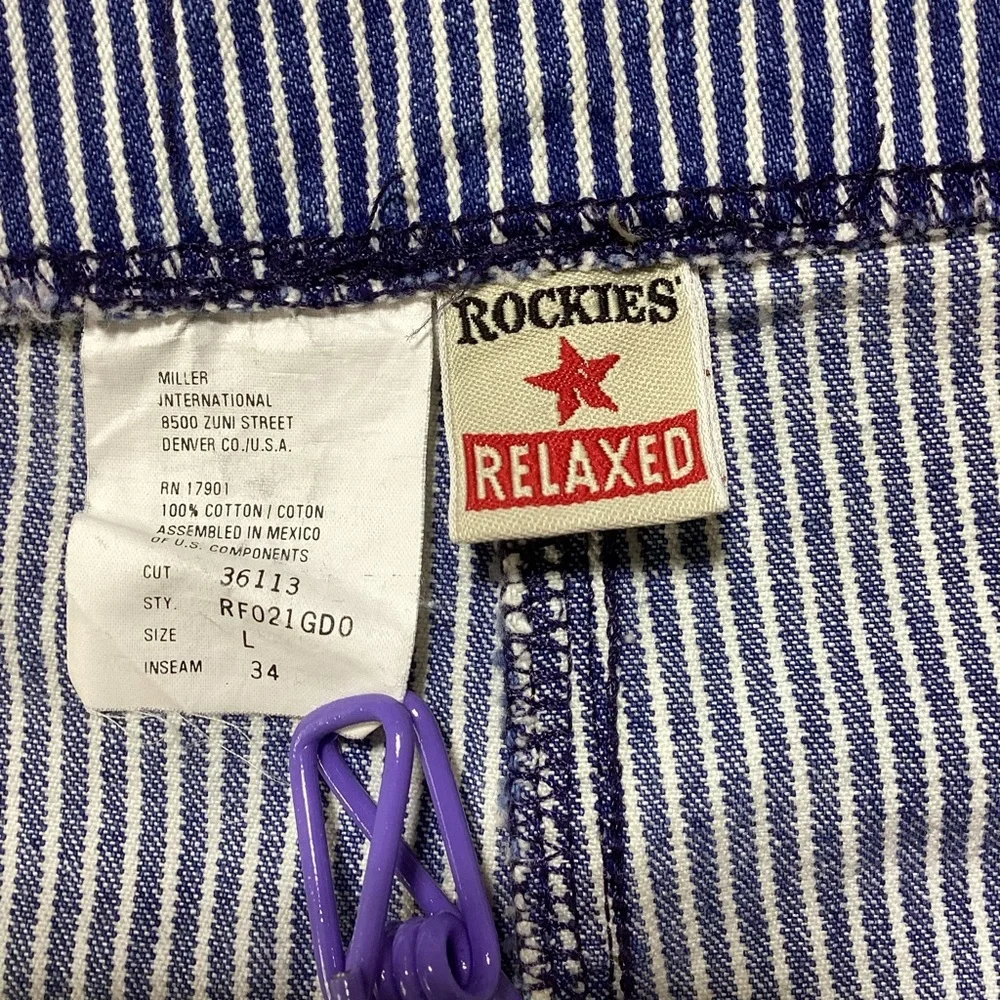 MILLER
INTERNATIONAL
8500 ZUNI STREET
DENVER CO./U.S.A.
RN 17901
100% COTTON / COTON
ASSEMBLED IN MEXICO
OF U.S. COMPONENTS
CUT 36113
STY. RF021GD0
SIZE L
INSEAM 34
ROCKIES
R
RELAXED